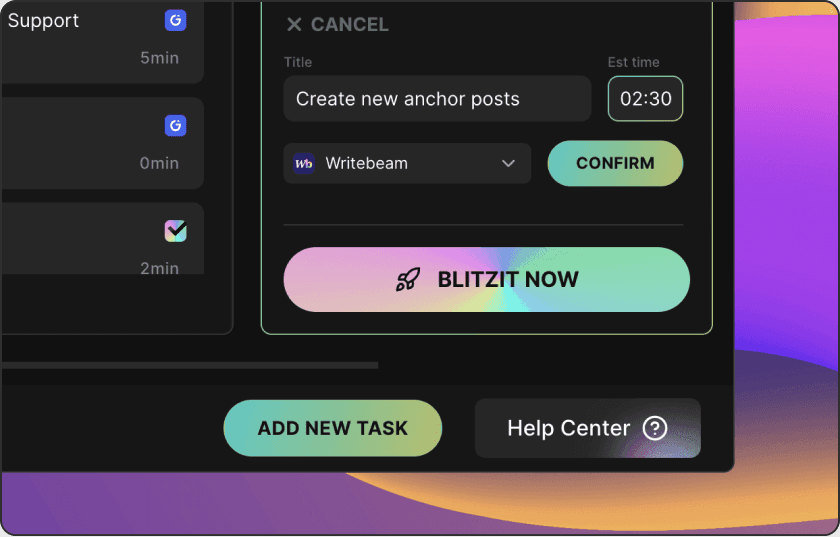 Support
5min
0min
2min
CANCEL
Title
Est time
Create new anchor posts
02:30
Wb
Writebeam
CONFIRM
BLITZIT NOW
ADD NEW TASK
Help Center ?